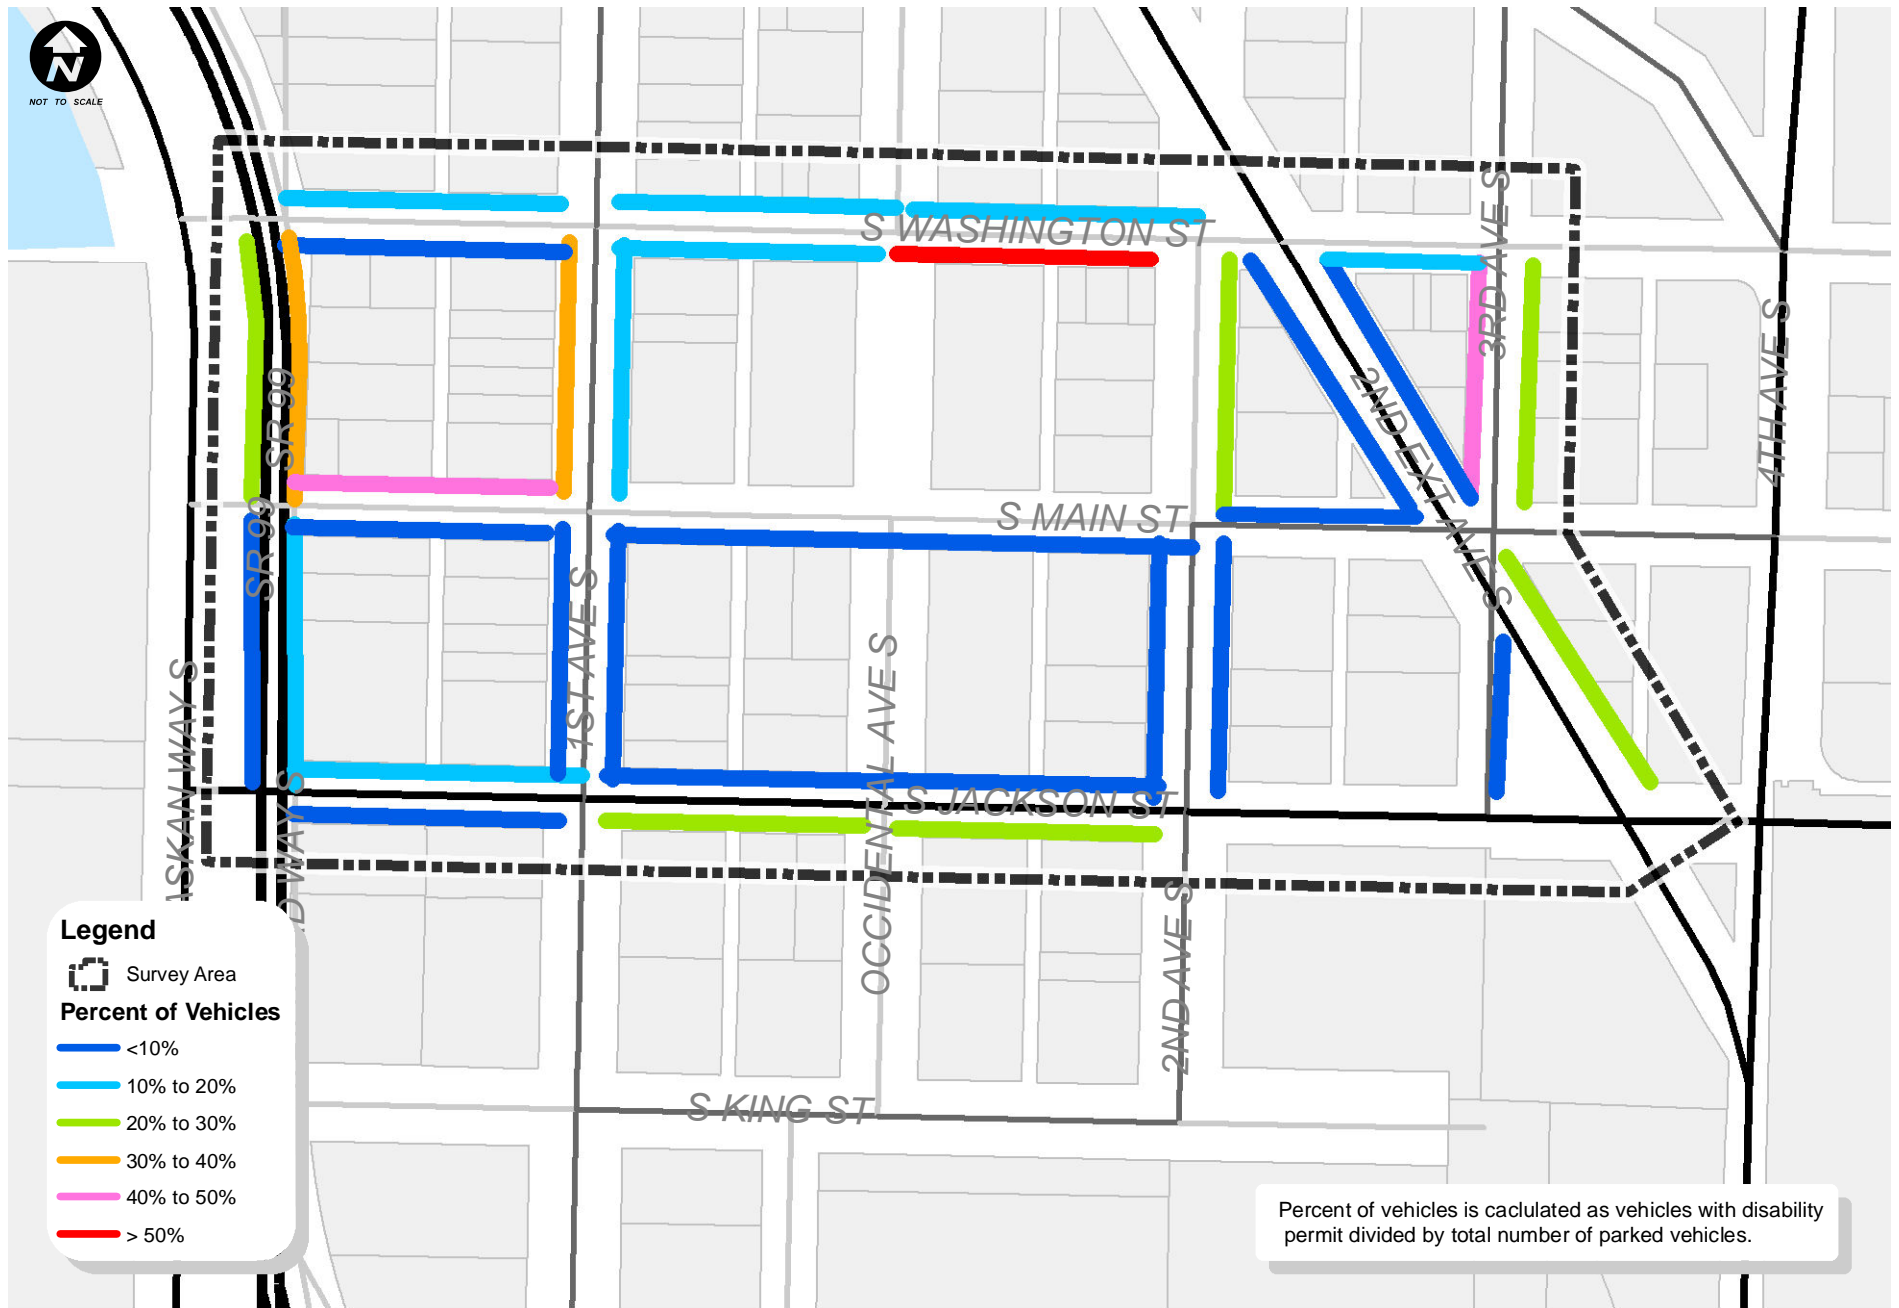 N
NOT TO SCALE
S WASHINGTON ST
3RD AVE S
SR 99
2ND EXT AVE S
4TH AVE S
SR 99
S MAIN ST
1ST AVE S
ASKAN WAY S
OCCIDENTAL AVE S
S JACKSON ST
D WAY S
2ND AVE S
S KING ST
Legend
Survey Area
Percent of Vehicles
<10%
10% to 20%
20% to 30%
30% to 40%
40% to 50%
> 50%
Percent of vehicles is caclulated as vehicles with disability
permit divided by total number of parked vehicles.